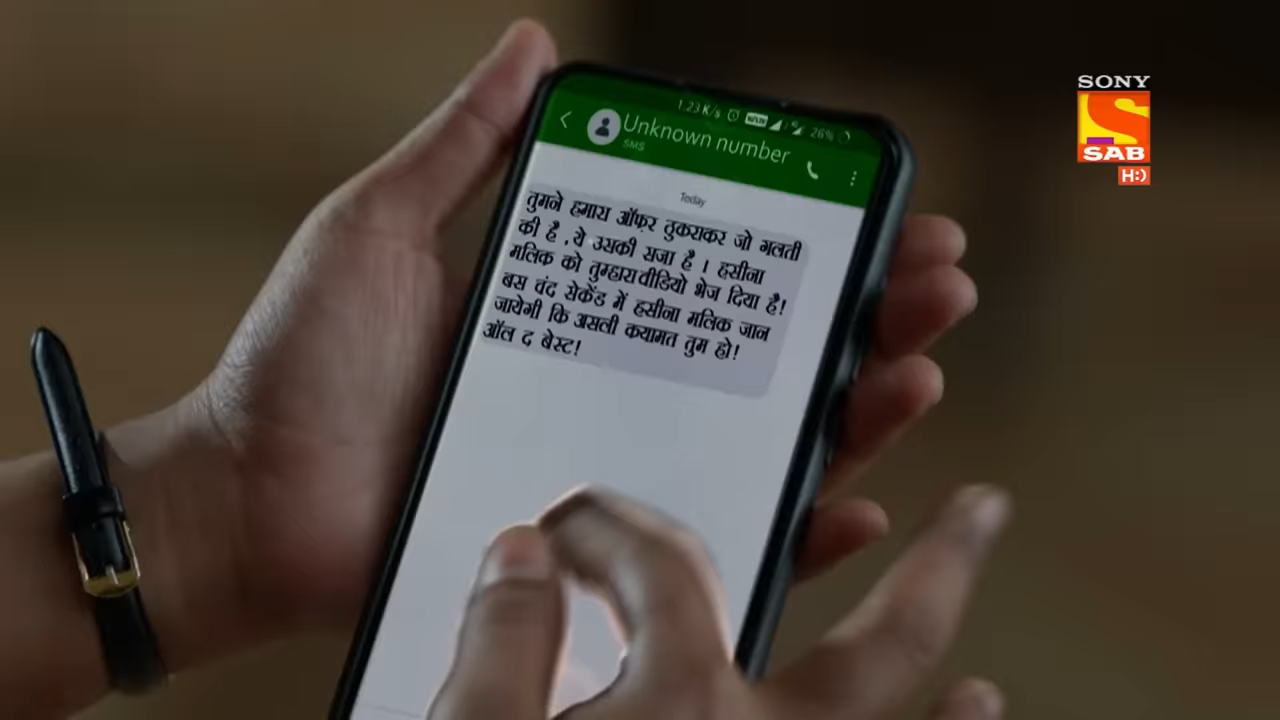 SONY
SAB
HD
1.23 K/s 26%
Unknown number
SMS
Today
तुमने हमारा ऑफ़र ठुकराकर जो गलती
की है ,ये उसकी सजा है । हसीना
मलिक को तुम्हारा वीडियो भेज दिया है!
बस चंद सेकेंड में हसीना मलिक जान
जायेगी कि असली कयामत तुम हो!
ऑल द बेस्ट!